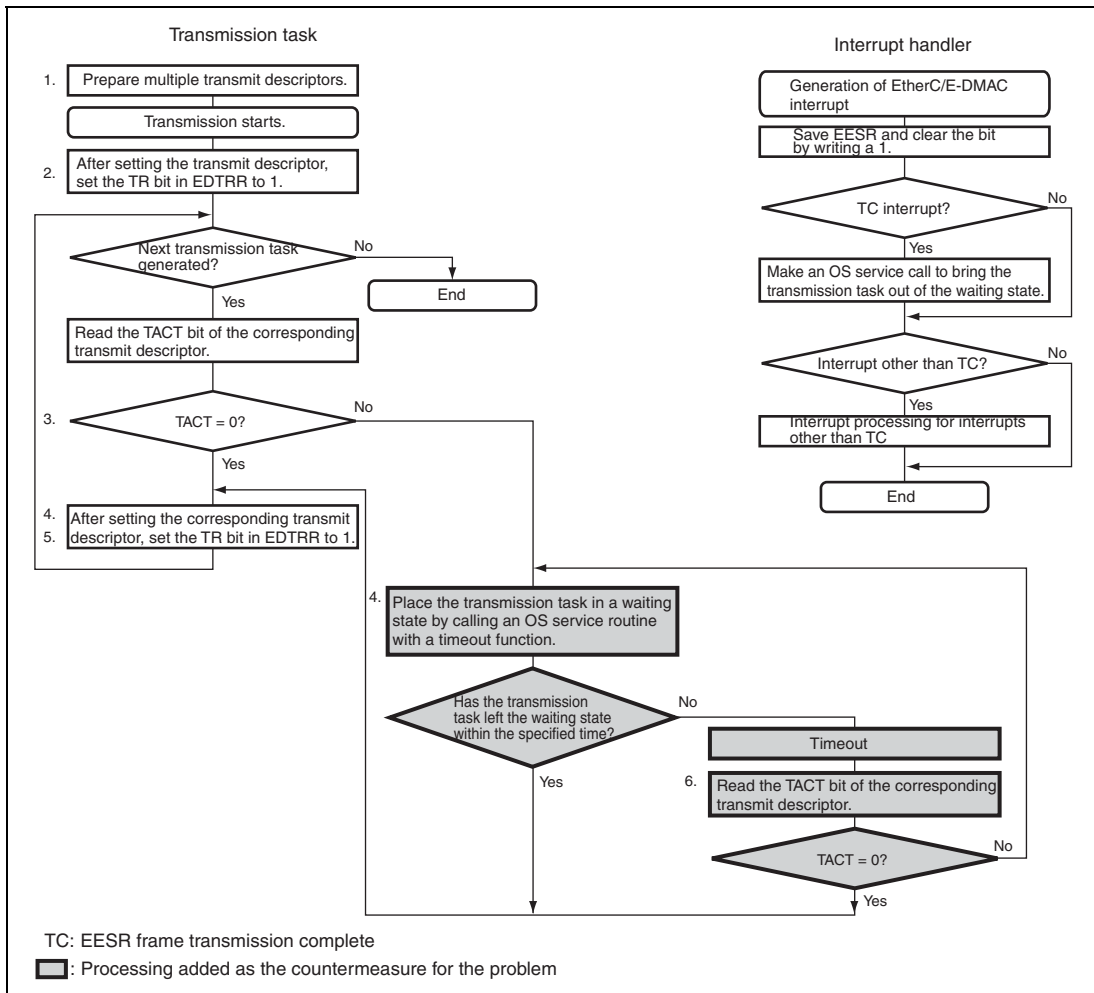 Transmission task
1.
Prepare multiple transmit descriptors.
Transmission starts.
2.
After setting the transmit descriptor,
set the TR bit in EDTRR to 1.
Next transmission task
generated?
No
End
Yes
Read the TACT bit of the corresponding
transmit descriptor.
3.
TACT = 0?
No
Yes
4.
5.
After setting the corresponding transmit
descriptor, set the TR bit in EDTRR to 1.
4.
Place the transmission task in a waiting
state by calling an OS service routine
with a timeout function.
Has the transmission
task left the waiting state
within the specified time?
No
Yes
Timeout
6.
Read the TACT bit of the corresponding
transmit descriptor.
TACT = 0?
No
Yes
Interrupt handler
Generation of EtherC/E-DMAC
interrupt
Save EESR and clear the bit
by writing a 1.
TC interrupt?
No
Yes
Make an OS service call to bring the
transmission task out of the waiting state.
Interrupt other than TC?
No
Yes
Interrupt processing for interrupts
other than TC
End
TC: EESR frame transmission complete
: Processing added as the countermeasure for the problem